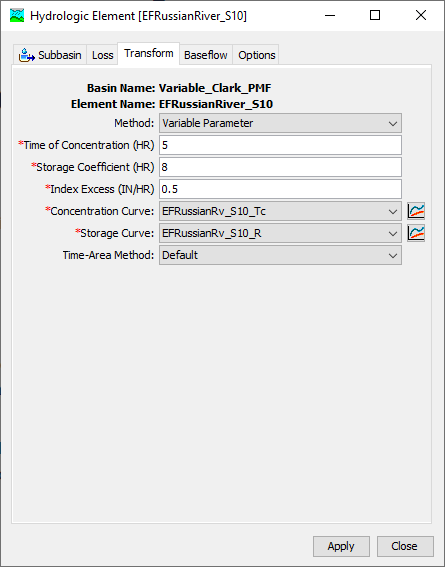 Hydrologic Element [EFRussianRiver_S10]
Subbasin Loss Transform Baseflow Options
Basin Name: Variable_Clark_PMF
Element Name: EFRussianRiver_S10
Method: Variable Parameter
*Time of Concentration (HR) 5
*Storage Coefficient (HR) 8
*Index Excess (IN/HR) 0.5
*Concentration Curve: EFRussianRv_S10_Tc
*Storage Curve: EFRussianRv_S10_R
Time-Area Method: Default
Apply Close